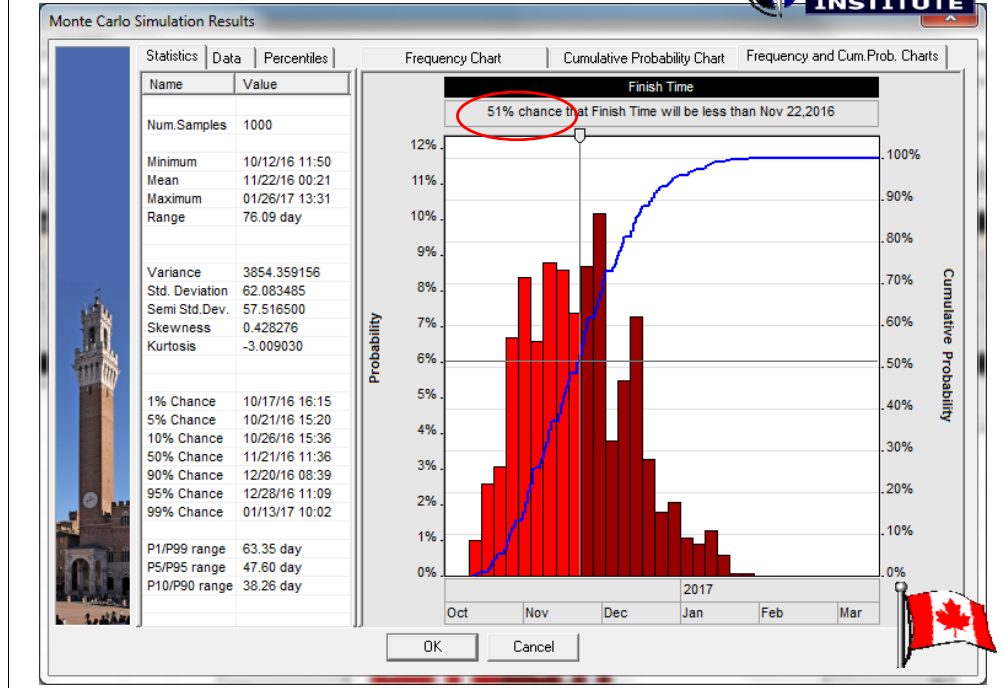 INSTITUTE
Monte Carlo Simulation Results
Statistics Data Percentiles
Frequency Chart Cumulative Probability Chart Frequency and Cum.Prob. Charts
Name Value
Num.Samples 1000
Minimum 10/12/16 11:50
Mean 11/22/16 00:21
Maximum 01/26/17 13:31
Range 76.09 day
Variance 3854.359156
Std. Deviation 62.083485
Semi Std.Dev. 57.516500
Skewness 0.428276
Kurtosis -3.009030
1% Chance 10/17/16 16:15
5% Chance 10/21/16 15:20
10% Chance 10/26/16 15:36
50% Chance 11/21/16 11:36
90% Chance 12/20/16 08:39
95% Chance 12/28/16 11:09
99% Chance 01/13/17 10:02
P1/P99 range 63.35 day
P5/P95 range 47.60 day
P10/P90 range 38.26 day
Finish Time
51% chance that Finish Time will be less than Nov 22,2016
Probability
12%
11%
10%
9%
8%
7%
6%
5%
4%
3%
2%
1%
0%
100%
90%
80%
70%
60%
50%
40%
30%
20%
10%
0%
Cumulative Probability
2017
Oct Nov Dec Jan Feb Mar
OK Cancel